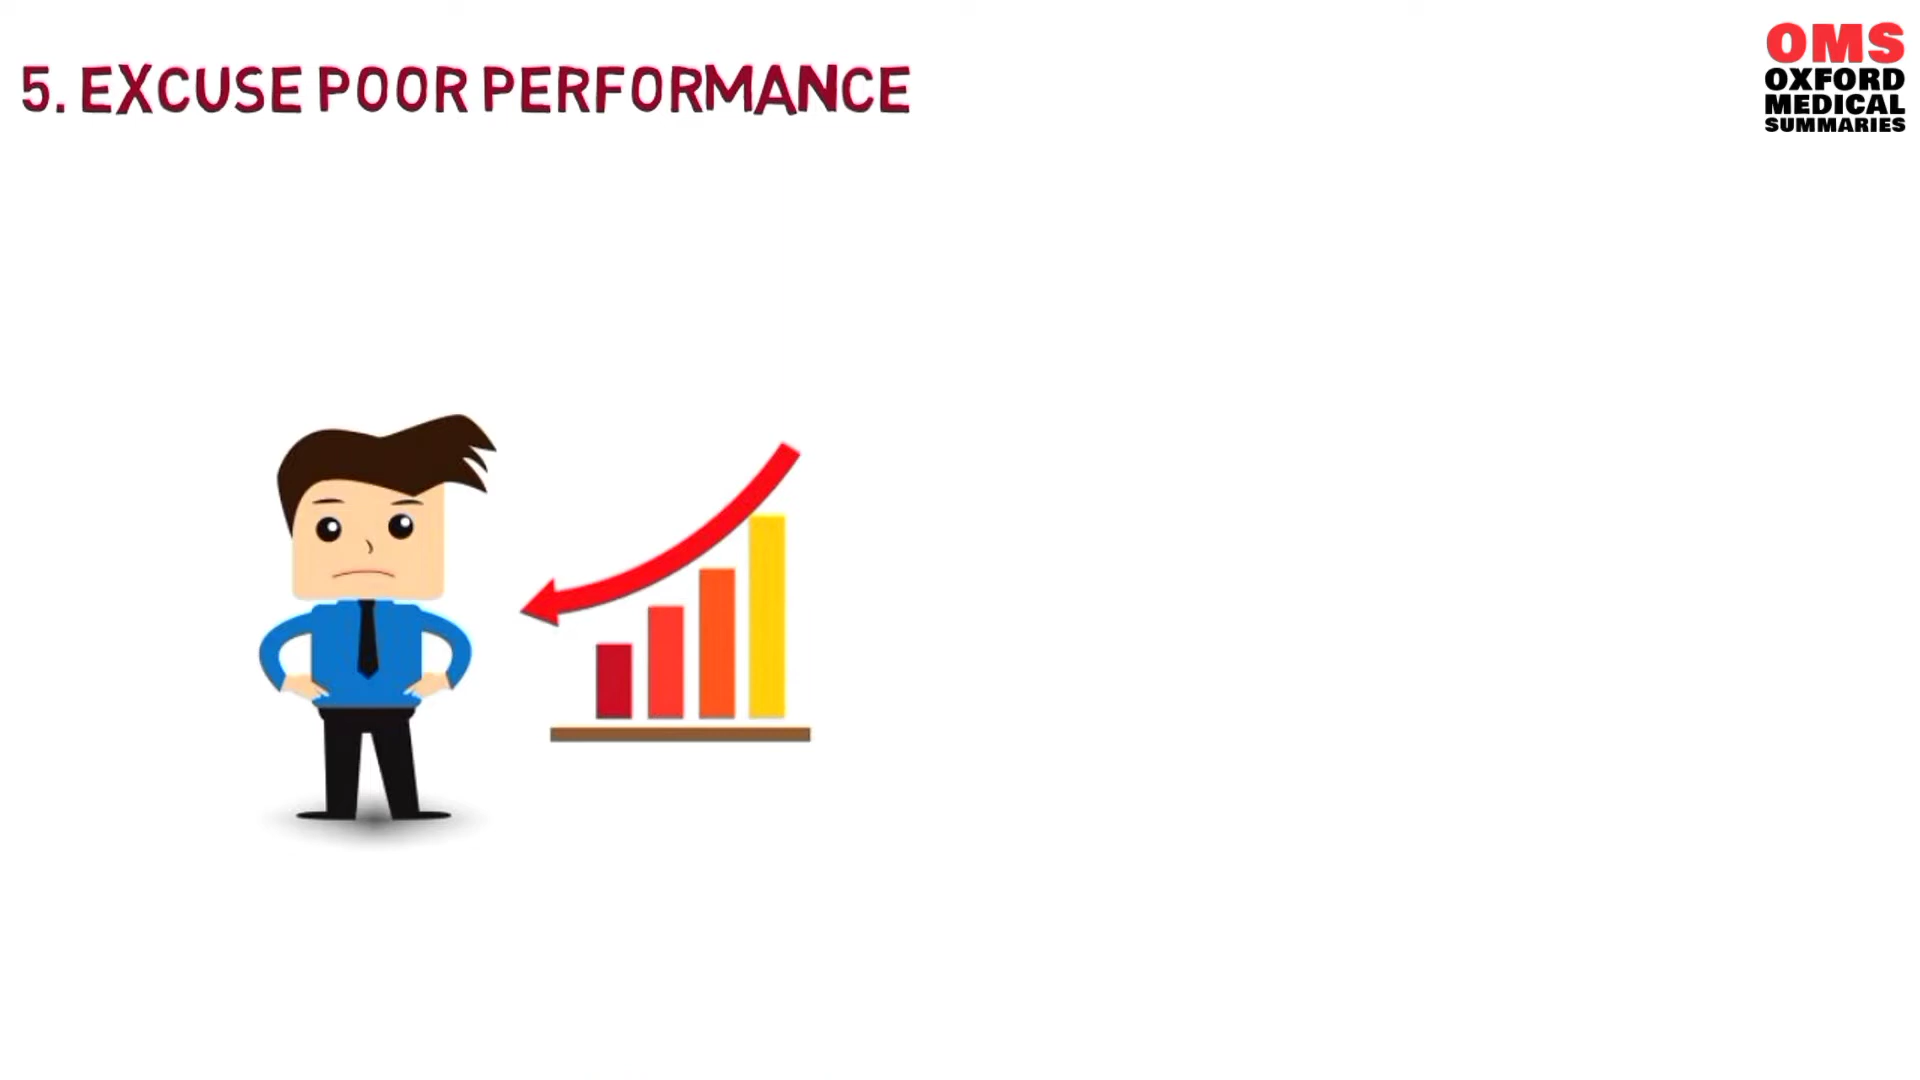 5. EXCUSE POOR PERFORMANCE
OMS
OXFORD
MEDICAL
SUMMARIES